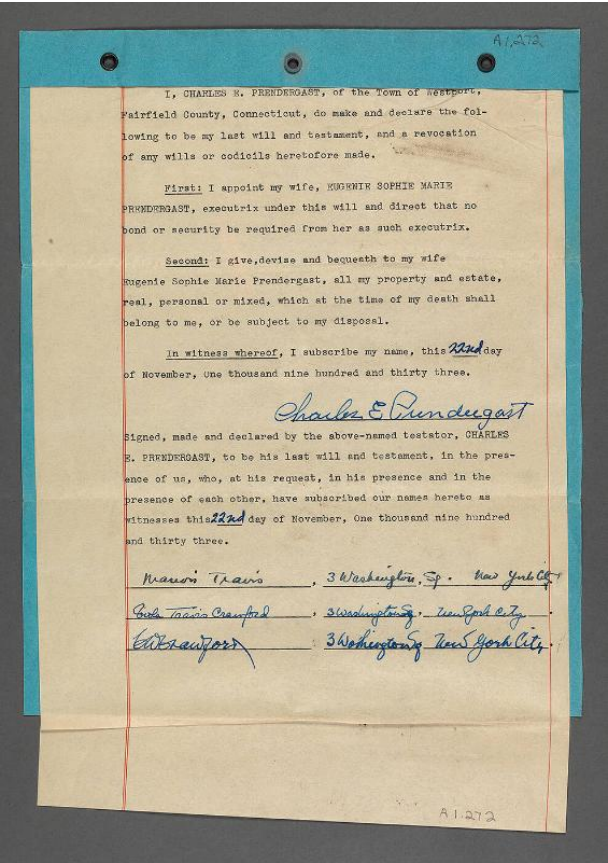 A1.272
I, CHARLES E. PRENDERGAST, of the Town of Westport,
Fairfield County, Connecticut, do make and declare the fol-
lowing to be my last will and testament, and a revocation
of any wills or codicils heretofore made.
First: I appoint my wife, EUGENIE SOPHIE MARIE
PRENDERGAST, executrix under this will and direct that no
bond or security be required from her as such executrix.
Second: I give,devise and bequeath to my wife
Eugenie Sophie Marie Prendergast, all my property and estate,
real, personal or mixed, which at the time of my death shall
belong to me, or be subject to my disposal.
In witness whereof, I subscribe my name, this 22nd day
of November, One thousand nine hundred and thirty three.
Charles E Prendergast
Signed, made and declared by the above-named testator, CHARLES
E. PRENDERGAST, to be his last will and testament, in the pres-
ence of us, who, at his request, in his presence and in the
presence of each other, have subscribed our names hereto as
witnesses this 22nd day of November, One thousand nine hundred
and thirty three.
Marion Travis, 3 Washington, Sq. New York City
Travis Crawford, 3 Washington Sq. New York City.
Crawford, 3 Washington Sq New York City.
A1.272